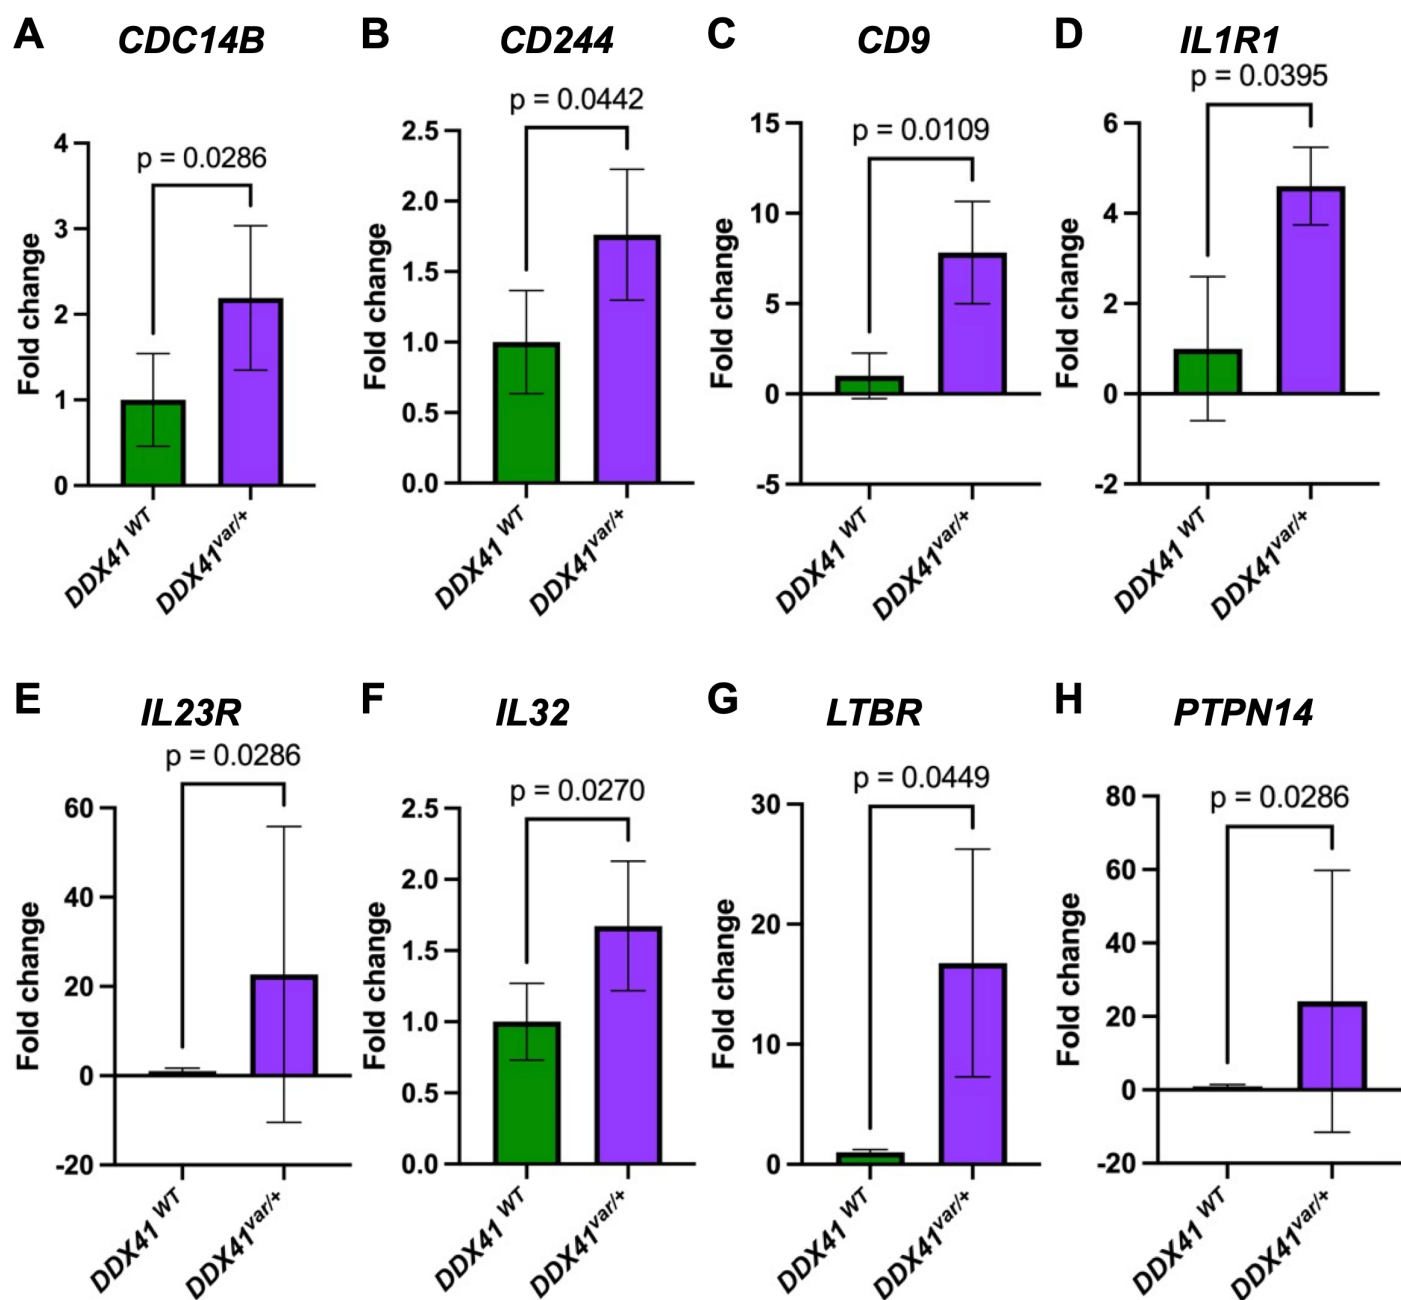 A CDC14B
p = 0.0286
Fold change
4
3
2
1
0
DDX41 WT
DDX41var/+
B CD244
p = 0.0442
Fold change
2.5
2.0
1.5
1.0
0.5
0.0
DDX41 WT
DDX41var/+
C CD9
p = 0.0109
Fold change
15
10
5
0
-5
DDX41 WT
DDX41var/+
D IL1R1
p = 0.0395
Fold change
6
4
2
0
-2
DDX41 WT
DDX41var/+
E IL23R
p = 0.0286
Fold change
60
40
20
0
-20
DDX41 WT
DDX41var/+
F IL32
p = 0.0270
Fold change
2.5
2.0
1.5
1.0
0.5
0.0
DDX41 WT
DDX41var/+
G LTBR
p = 0.0449
Fold change
30
20
10
0
DDX41 WT
DDX41var/+
H PTPN14
p = 0.0286
Fold change
80
60
40
20
0
-20
DDX41 WT
DDX41var/+